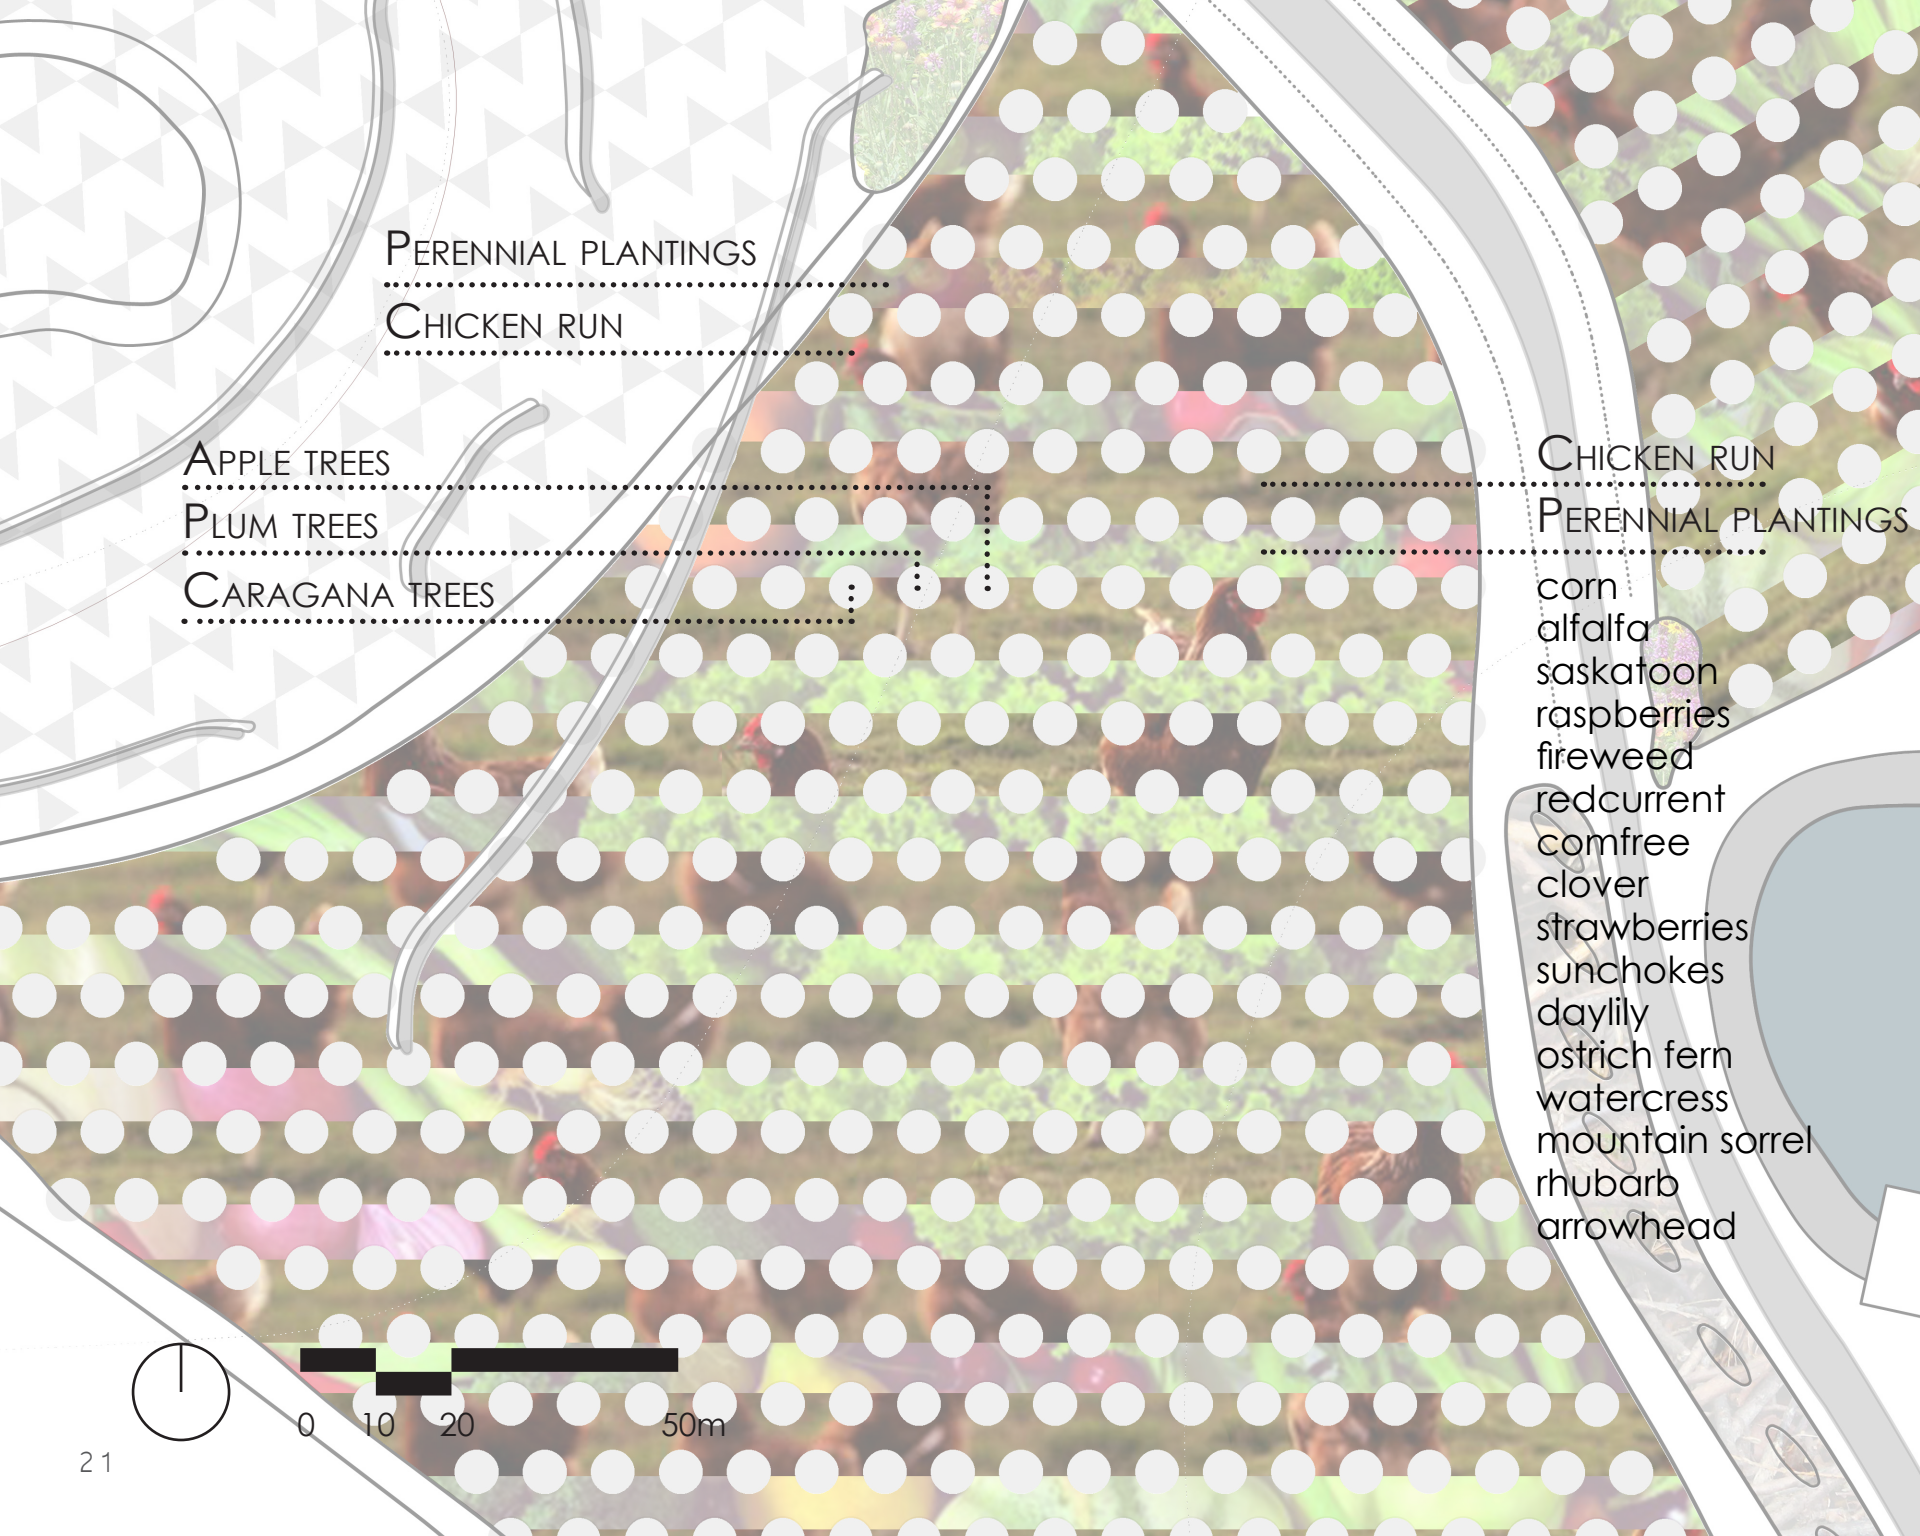 Perennial plantings
Chicken run
Apple trees
Plum trees
Caragana trees
Chicken run
Perennial plantings
corn
alfalfa
saskatoon
raspberries
fireweed
redcurrent
comfree
clover
strawberries
sunchokes
daylily
ostrich fern
watercress
mountain sorrel
rhubarb
arrowhead
0 10 20 50m
21